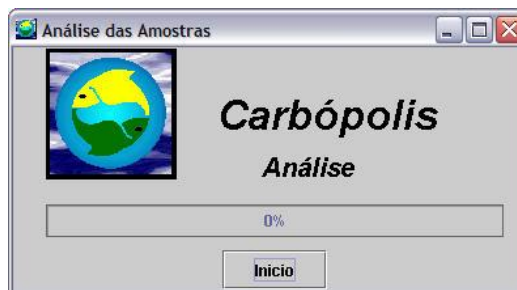 Análise das Amostras
Carbópolis
Análise
0%
Inicio